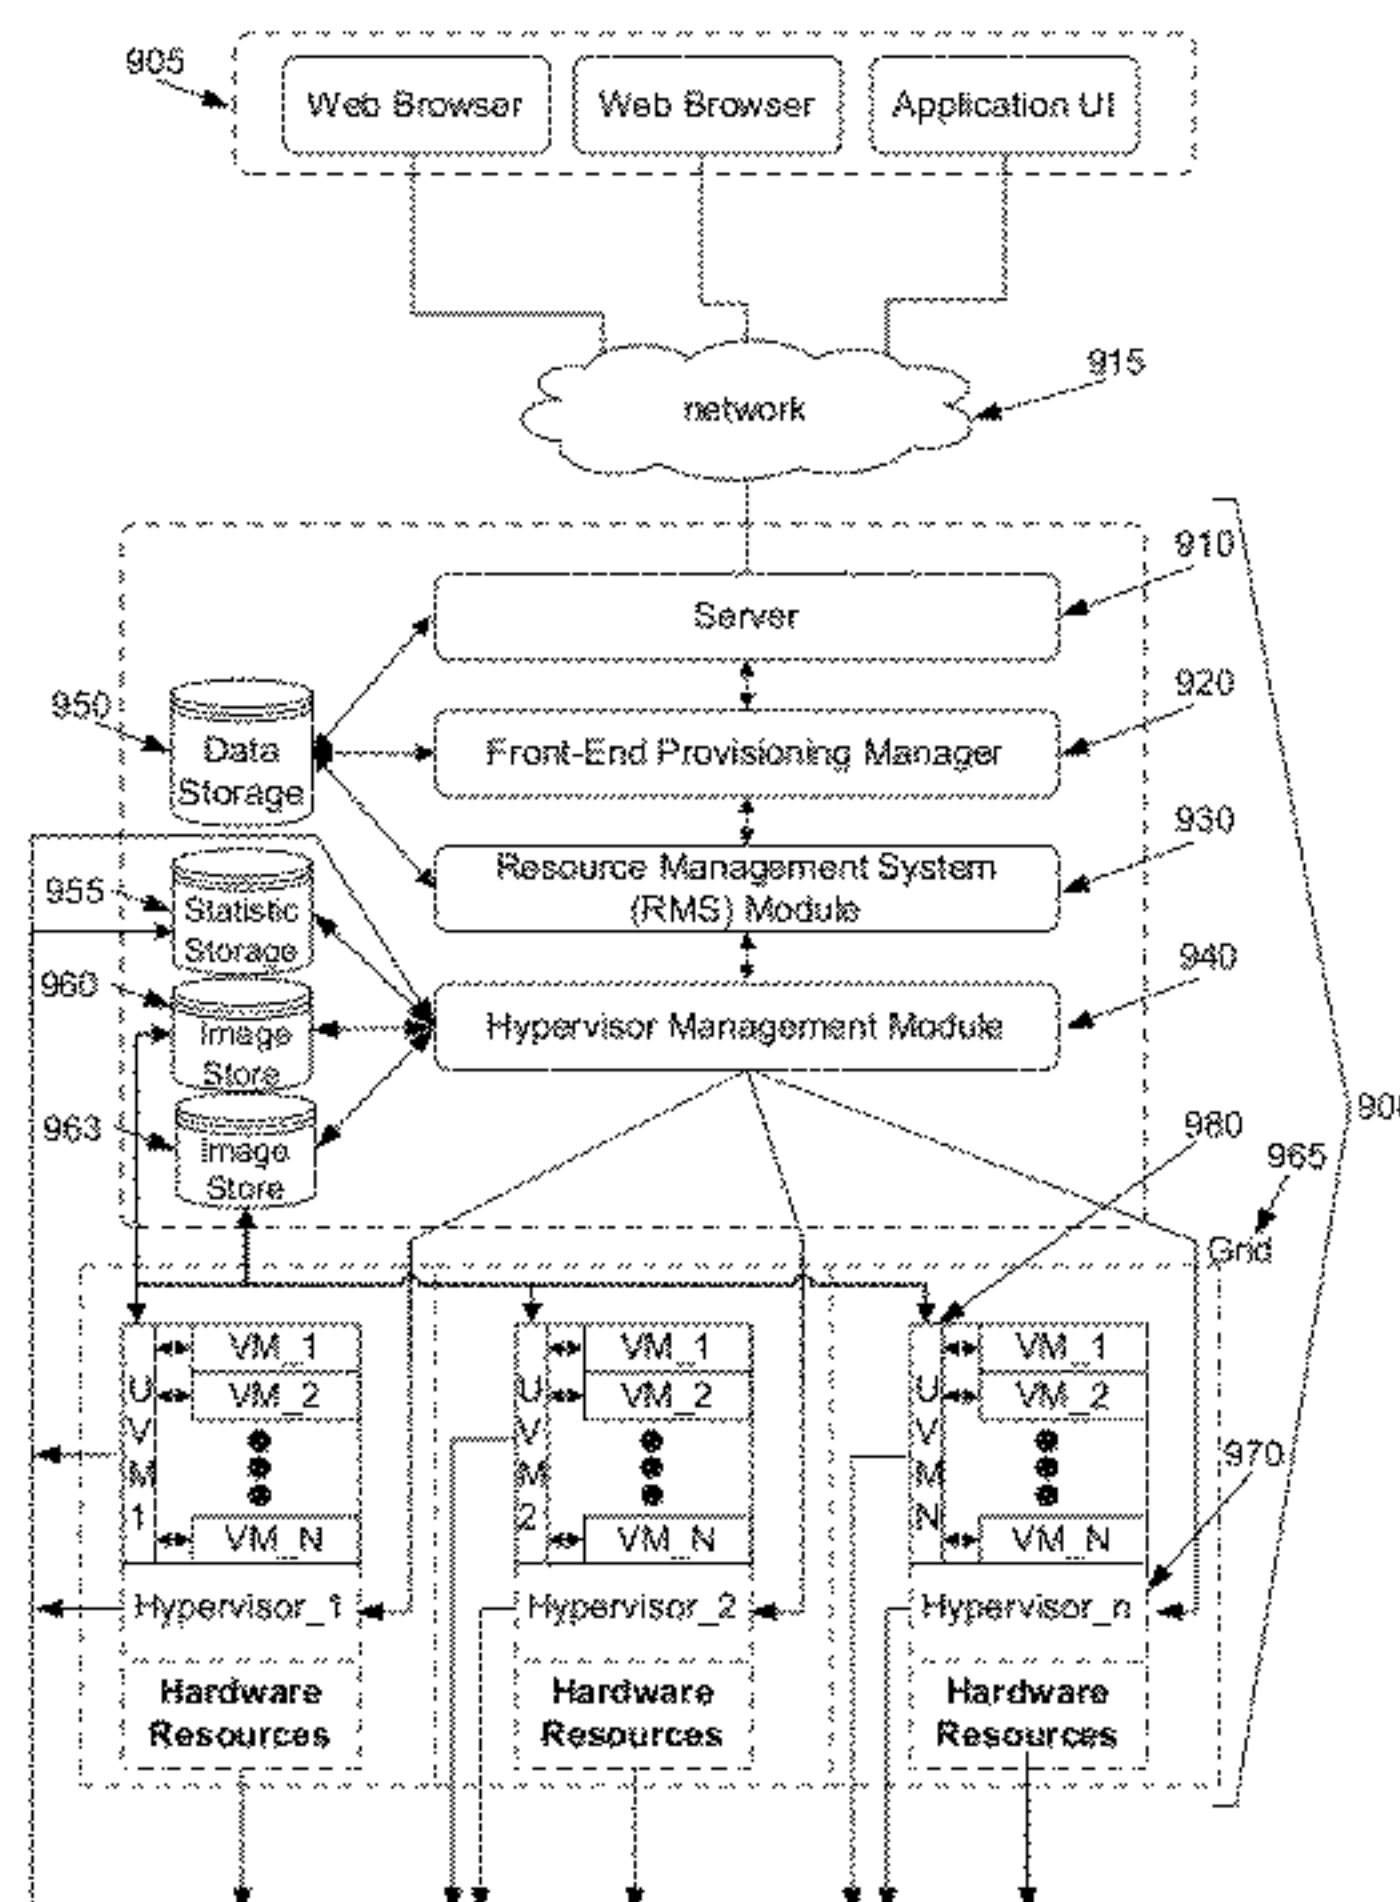 905
Web Browser
Web Browser
Application UI
915
network
910
Server
920
950
Data
Storage
Front-End Provisioning Manager
930
Resource Management System
(RMS) Module
955
Statistic
Storage
940
960
Image
Store
Hypervisor Management Module
963
Image
Store
980
965
Grid
UVM1
VM_1
VM_2
VM_N
UVM2
VM_1
VM_2
VM_N
UVMN
VM_1
VM_2
VM_N
970
Hypervisor_1
Hypervisor_2
Hypervisor_n
Hardware
Resources
Hardware
Resources
Hardware
Resources